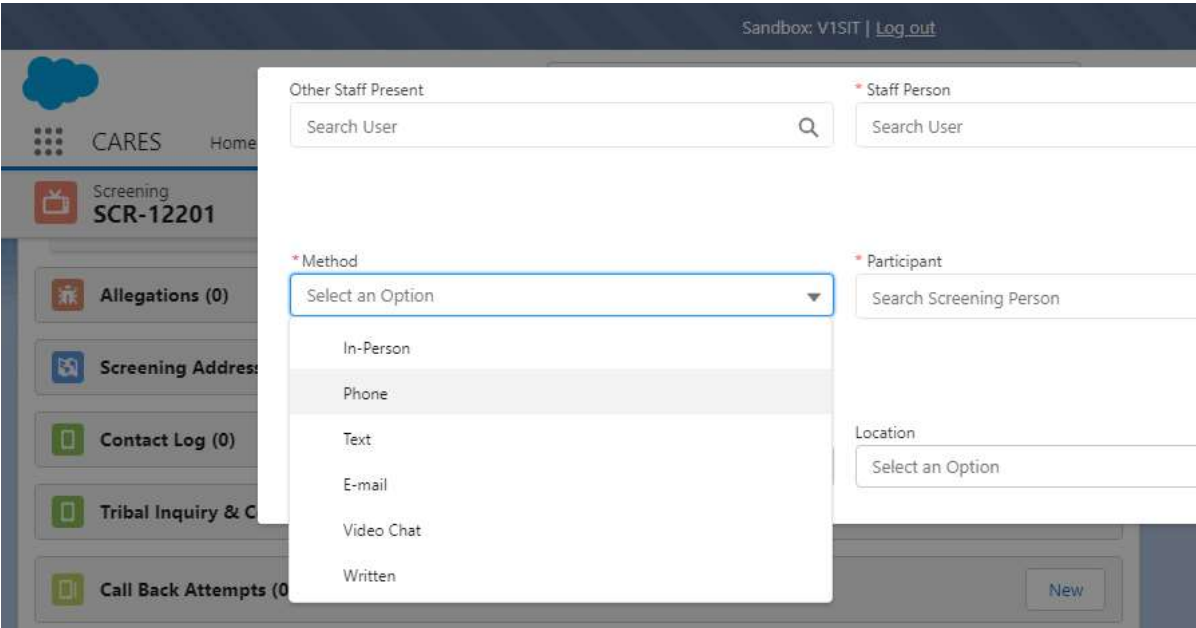 Sandbox: V1SIT | Log out
Other Staff Present
* Staff Person
Search User
Search User
CARES Home
Screening
SCR-12201
* Method
* Participant
Select an Option
Search Screening Person
Allegations (0)
In-Person
Screening Address
Phone
Contact Log (0)
Text
Location
Select an Option
E-mail
Tribal Inquiry & C
Video Chat
Written
Call Back Attempts (0
New